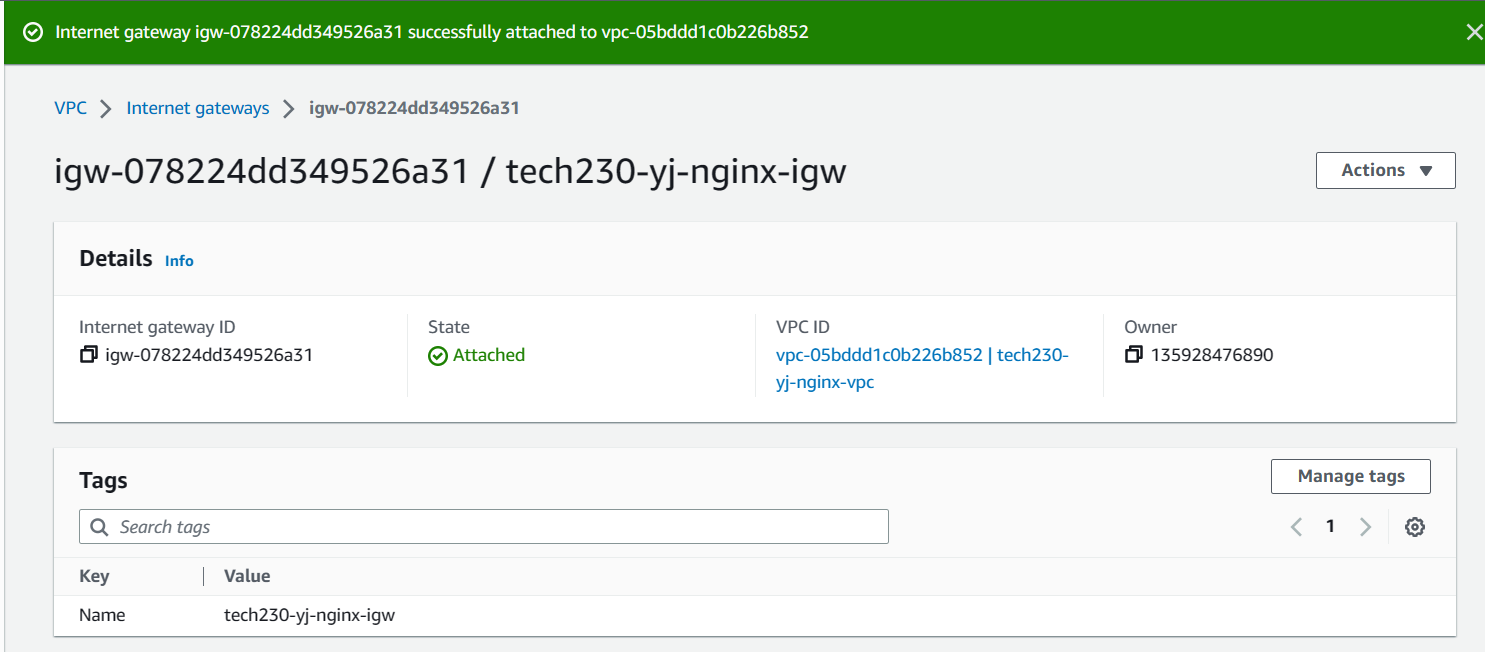 Internet gateway igw-078224dd349526a31 successfully attached to vpc-05bddd1c0b226b852
VPC Internet gateways igw-078224dd349526a31
igw-078224dd349526a31 / tech230-yj-nginx-igw
Actions
Details Info
Internet gateway ID
igw-078224dd349526a31
State
Attached
VPC ID
vpc-05bddd1c0b226b852 | tech230-
yj-nginx-vpc
Owner
135928476890
Tags
Manage tags
Search tags
1
Key Value
Name tech230-yj-nginx-igw